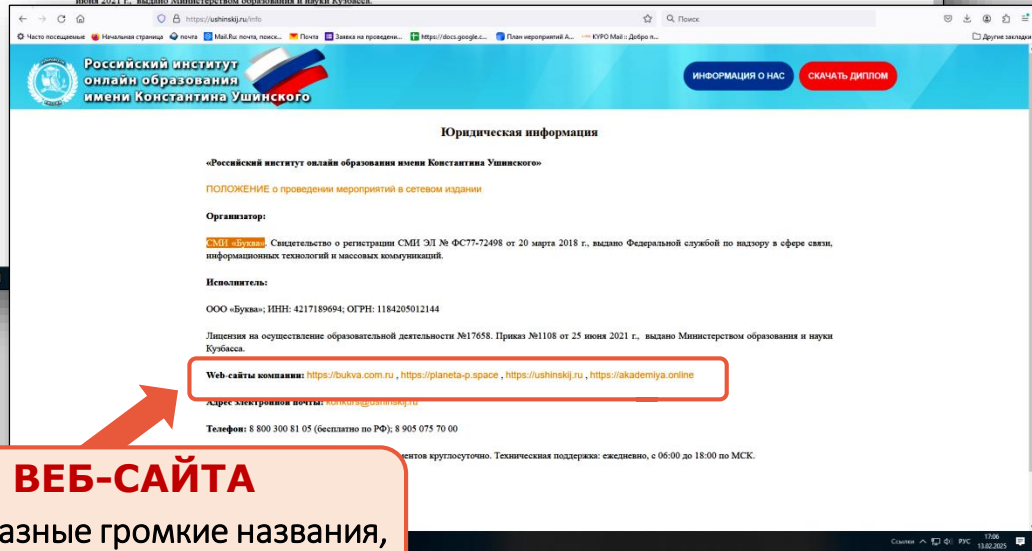 июня 2021 г., выдано Министерством образования и науки Кузбасса.
https://ushinskij.ru/info
Поиск
Часто посещаемые Начальная страница почта Mail.Ru: почта, поиск... Почта Заявка на проведени... https://docs.google.c... План мероприятий А... КУРО Mail :: Добро п... Другие закладки
Российский институт
онлайн образования
имени Константина Ушинского
ИНФОРМАЦИЯ О НАС
СКАЧАТЬ ДИПЛОМ
Юридическая информация
«Российский институт онлайн образования имени Константина Ушинского»
ПОЛОЖЕНИЕ о проведении мероприятий в сетевом издании
Организатор:
СМИ «Буква». Свидетельство о регистрации СМИ ЭЛ № ФС77-72498 от 20 марта 2018 г., выдано Федеральной службой по надзору в сфере связи,
информационных технологий и массовых коммуникаций.
Исполнитель:
ООО «Буква»; ИНН: 4217189694; ОГРН: 1184205012144
Лицензия на осуществление образовательной деятельности №17658. Приказ №1108 от 25 июня 2021 г., выдано Министерством образования и науки
Кузбасса.
Web-сайты компании: https://bukva.com.ru , https://planeta-p.space , https://ushinskij.ru , https://akademiya.online
Адрес электронной почты: konkurs@ushinskij.ru
Телефон: 8 800 300 81 05 (бесплатно по РФ); 8 905 075 70 00
ментов круглосуточно. Техническая поддержка: ежедневно, с 06:00 до 18:00 по МСК.
ВЕБ-САЙТА
азные громкие названия,
Ссылки РУС 17:06
13.02.2025